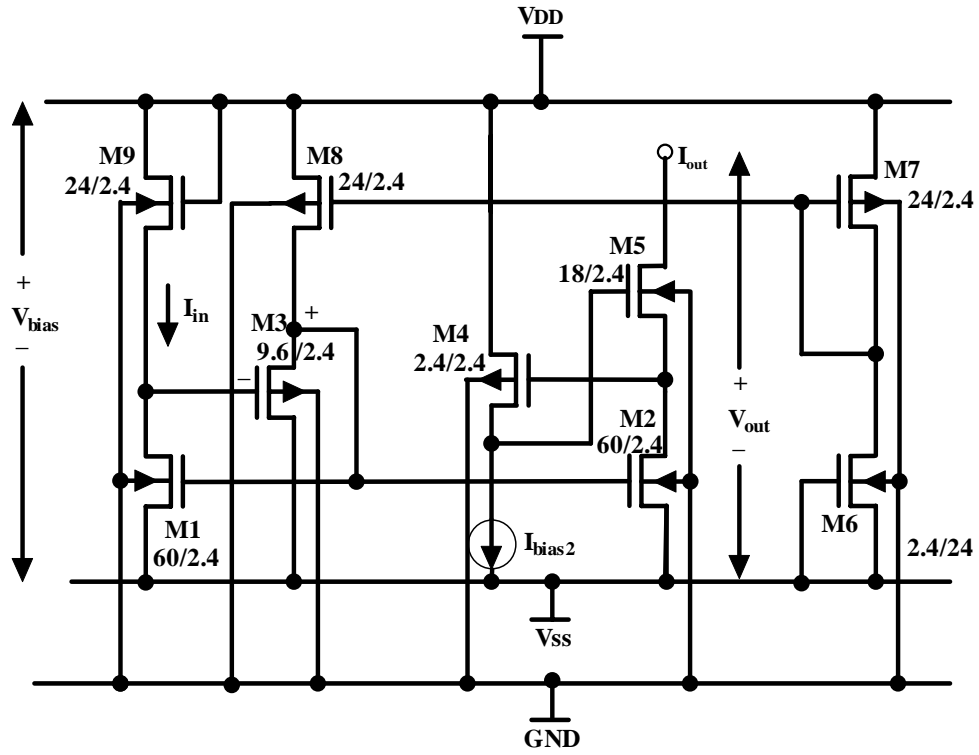 VDD
M9
24/2.4
M8
24/2.4
Iout
M7
24/2.4
M5
18/2.4
+
Vbias
−
Iin
M3
+
9.6/2.4
−
M4
2.4/2.4
+
Vout
−
M2
60/2.4
M1
60/2.4
Ibias2
M6
2.4/24
Vss
GND